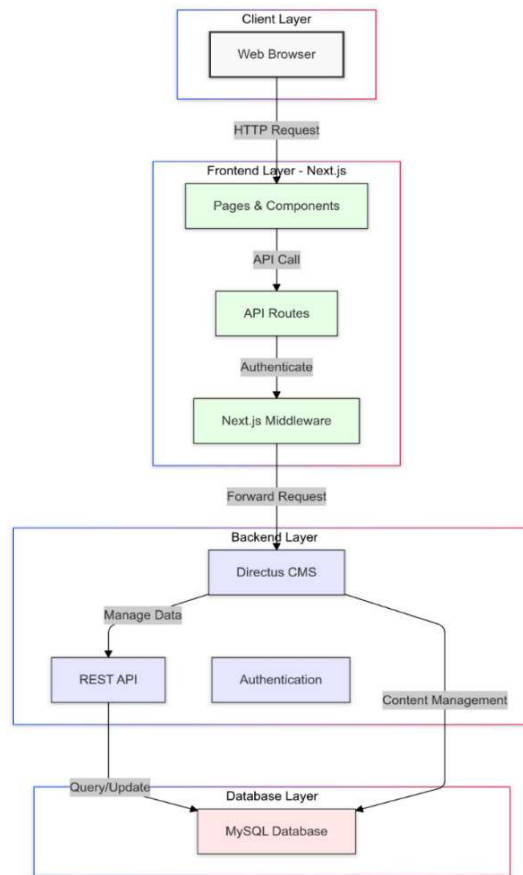 Client Layer
Web Browser
HTTP Request
Frontend Layer - Next.js
Pages & Components
API Call
API Routes
Authenticate
Next.js Middleware
Forward Request
Backend Layer
Directus CMS
Manage Data
REST API
Authentication
Content Management
Query/Update
Database Layer
MySQL Database